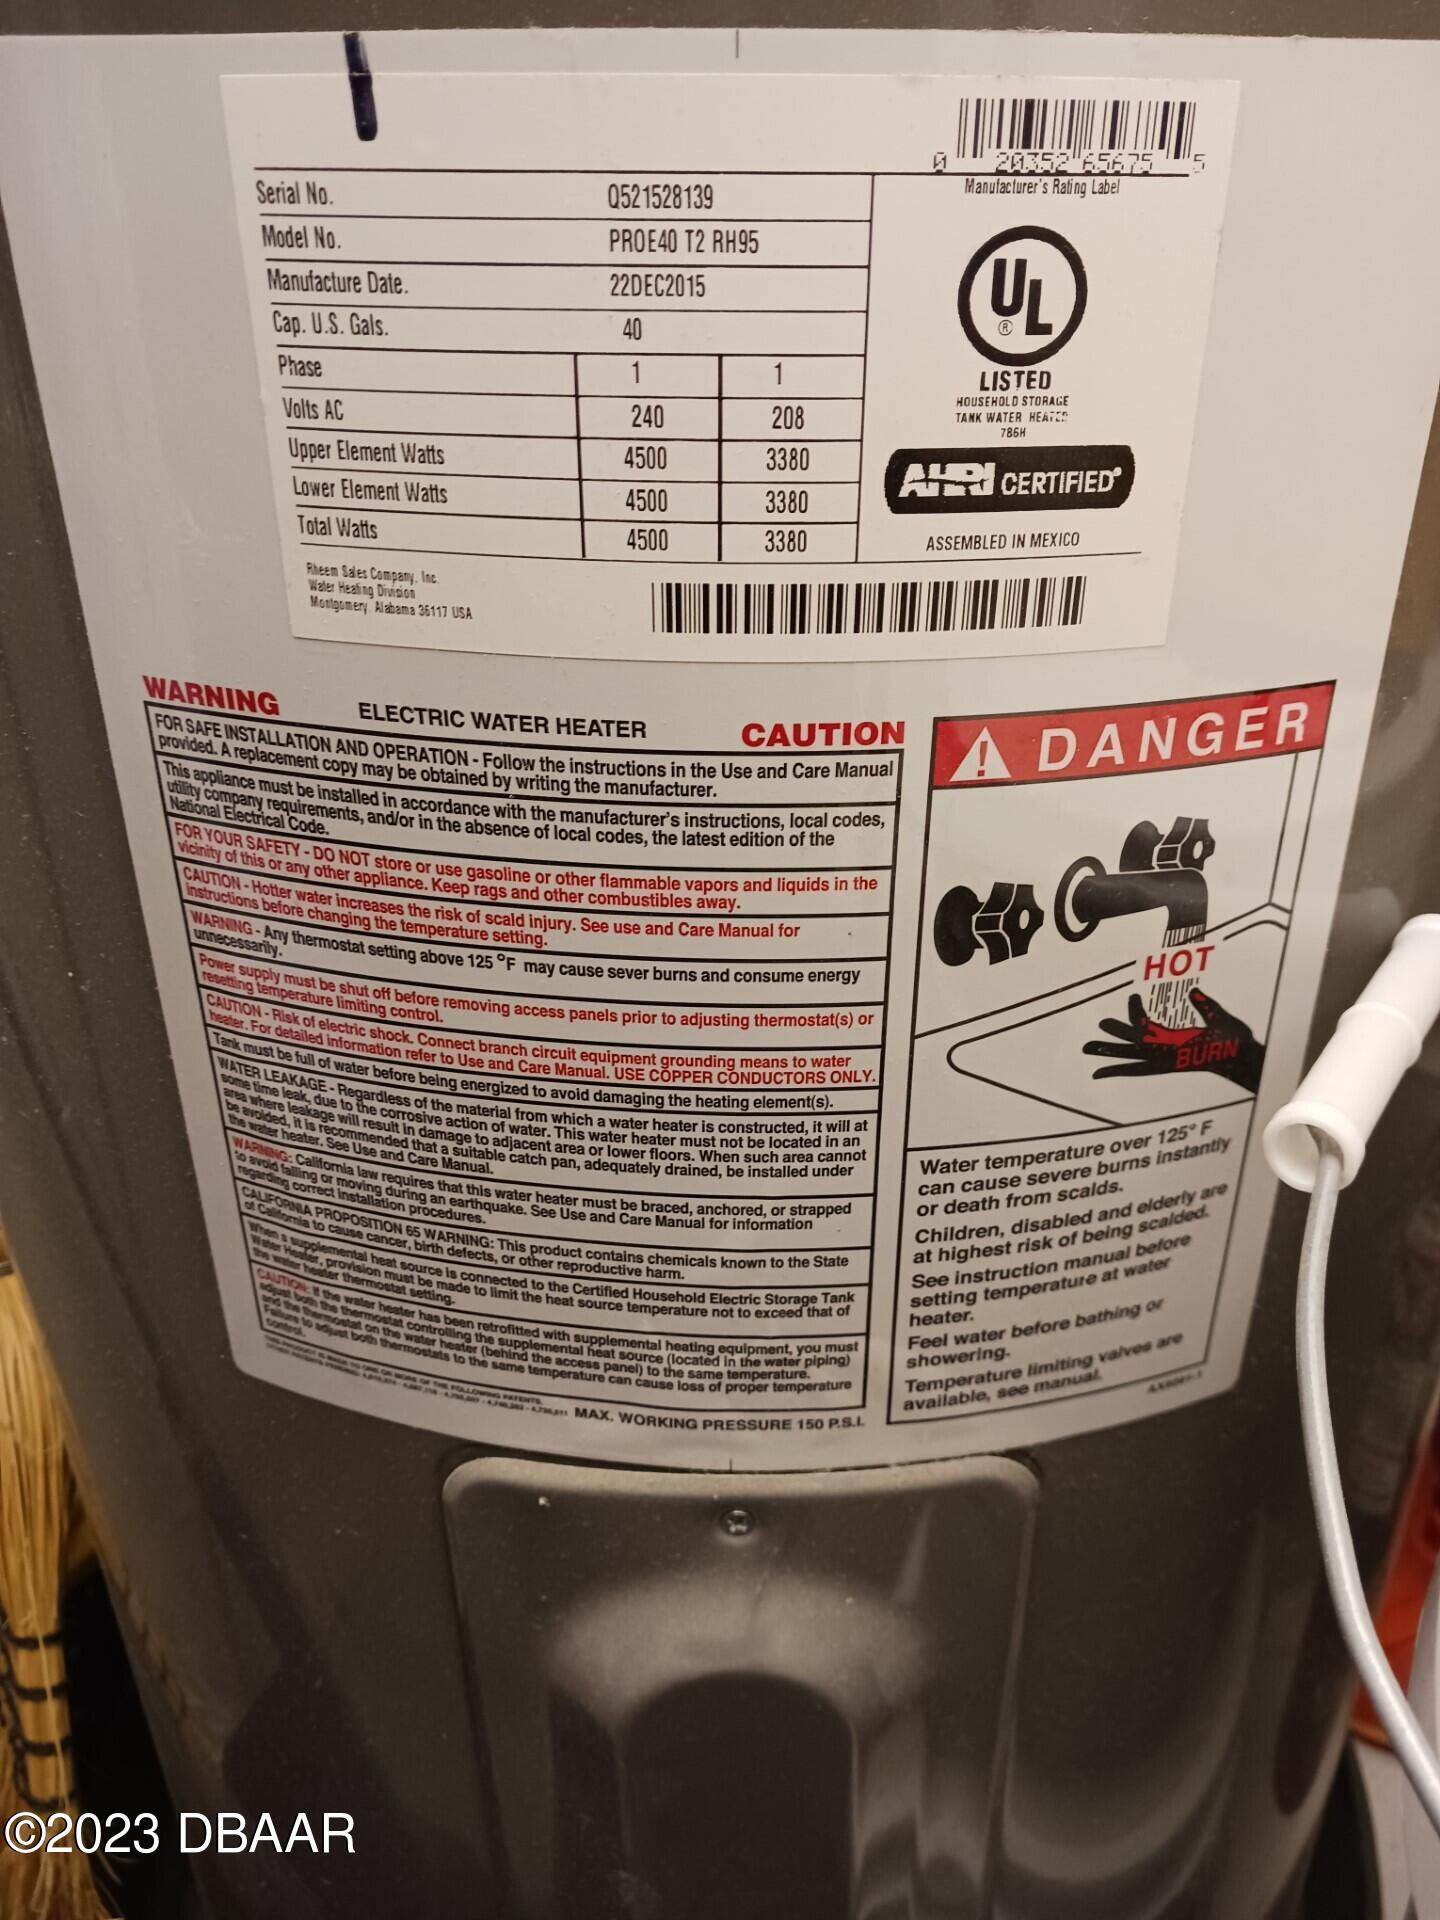 0 20352 65675 5
Manufacturer's Rating Label
Serial No. Q521528139
Model No. PROE40 T2 RH95
Manufacture Date. 22DEC2015
Cap. U.S. Gals. 40
Phase 1 1
Volts AC 240 208
Upper Element Watts 4500 3380
Lower Element Watts 4500 3380
Total Watts 4500 3380
Rheem Sales Company, Inc.
Water Heating Division
Montgomery, Alabama 36117 USA
UL
®
LISTED
HOUSEHOLD STORAGE
TANK WATER HEATER
786H
AHRI CERTIFIED®
ASSEMBLED IN MEXICO
WARNING ELECTRIC WATER HEATER CAUTION
FOR SAFE INSTALLATION AND OPERATION - Follow the instructions in the Use and Care Manual
provided. A replacement copy may be obtained by writing the manufacturer.
This appliance must be installed in accordance with the manufacturer's instructions, local codes,
utility company requirements, and/or in the absence of local codes, the latest edition of the
National Electrical Code.
FOR YOUR SAFETY - DO NOT store or use gasoline or other flammable vapors and liquids in the
vicinity of this or any other appliance. Keep rags and other combustibles away.
CAUTION - Hotter water increases the risk of scald injury. See use and Care Manual for
instructions before changing the temperature setting.
WARNING - Any thermostat setting above 125 °F may cause sever burns and consume energy
unnecessarily.
Power supply must be shut off before removing access panels prior to adjusting thermostat(s) or
resetting temperature limiting control.
CAUTION - Risk of electric shock. Connect branch circuit equipment grounding means to water
heater. For detailed information refer to Use and Care Manual. USE COPPER CONDUCTORS ONLY.
Tank must be full of water before being energized to avoid damaging the heating element(s).
WATER LEAKAGE - Regardless of the material from which a water heater is constructed, it will at
some time leak, due to the corrosive action of water. This water heater must not be located in an
area where leakage will result in damage to adjacent area or lower floors. When such area cannot
be avoided, it is recommended that a suitable catch pan, adequately drained, be installed under
the water heater. See Use and Care Manual.
WARNING: California law requires that this water heater must be braced, anchored, or strapped
to avoid falling or moving during an earthquake. See Use and Care Manual for information
regarding correct installation procedures.
CALIFORNIA PROPOSITION 65 WARNING: This product contains chemicals known to the State
of California to cause cancer, birth defects, or other reproductive harm.
When a supplemental heat source is connected to the Certified Household Electric Storage Tank
Water Heater, provision must be made to limit the heat source temperature not to exceed that of
the water heater thermostat setting.
CAUTION: If the water heater has been retrofitted with supplemental heating equipment, you must
adjust both the thermostat controlling the supplemental heat source (located in the water piping)
and the thermostat on the water heater (behind the access panel) to the same temperature.
Failure to adjust both thermostats to the same temperature can cause loss of proper temperature
control.
THIS PRODUCT IS MADE TO ONE OR MORE OF THE FOLLOWING PATENTS.
MAX. WORKING PRESSURE 150 P.S.I.
DANGER
HOT
BURN
Water temperature over 125° F
can cause severe burns instantly
or death from scalds.
Children, disabled and elderly are
at highest risk of being scalded.
See instruction manual before
setting temperature at water
heater.
Feel water before bathing or
showering.
Temperature limiting valves are
available, see manual.
©2023 DBAAR